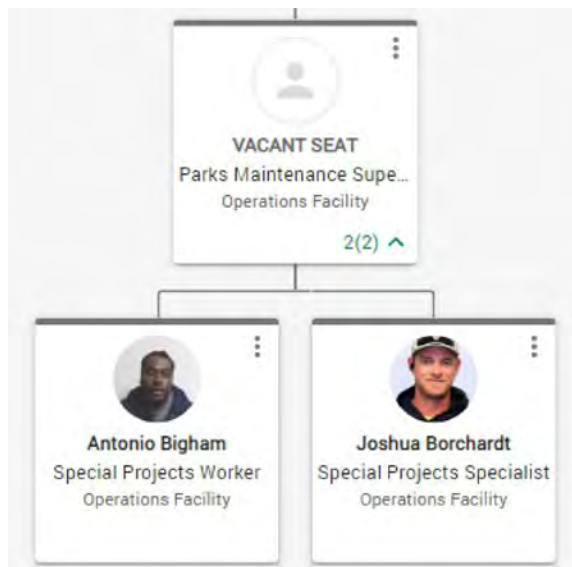 VACANT SEAT
Parks Maintenance Supe...
Operations Facility
2(2)
Antonio Bigham
Special Projects Worker
Operations Facility
Joshua Borchardt
Special Projects Specialist
Operations Facility